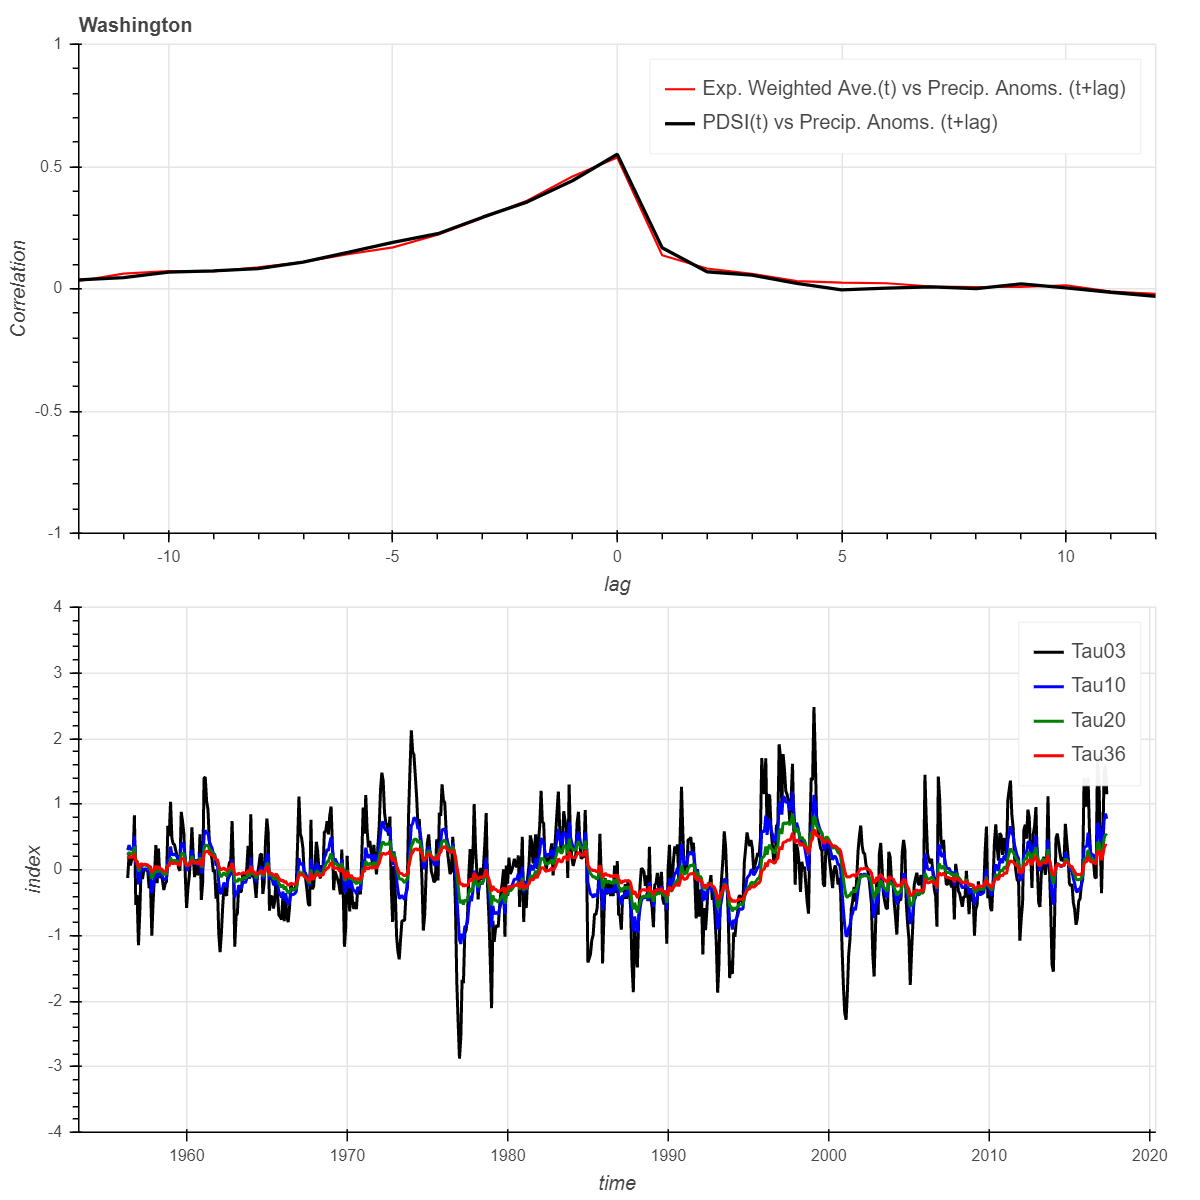 Washington
1
0.5
0
-0.5
-1
Correlation
Exp. Weighted Ave.(t) vs Precip. Anoms. (t+lag)
PDSI(t) vs Precip. Anoms. (t+lag)
-10 -5 0 5 10
lag
4
3
2
1
0
-1
-2
-3
-4
index
Tau03
Tau10
Tau20
Tau36
1960 1970 1980 1990 2000 2010 2020
time